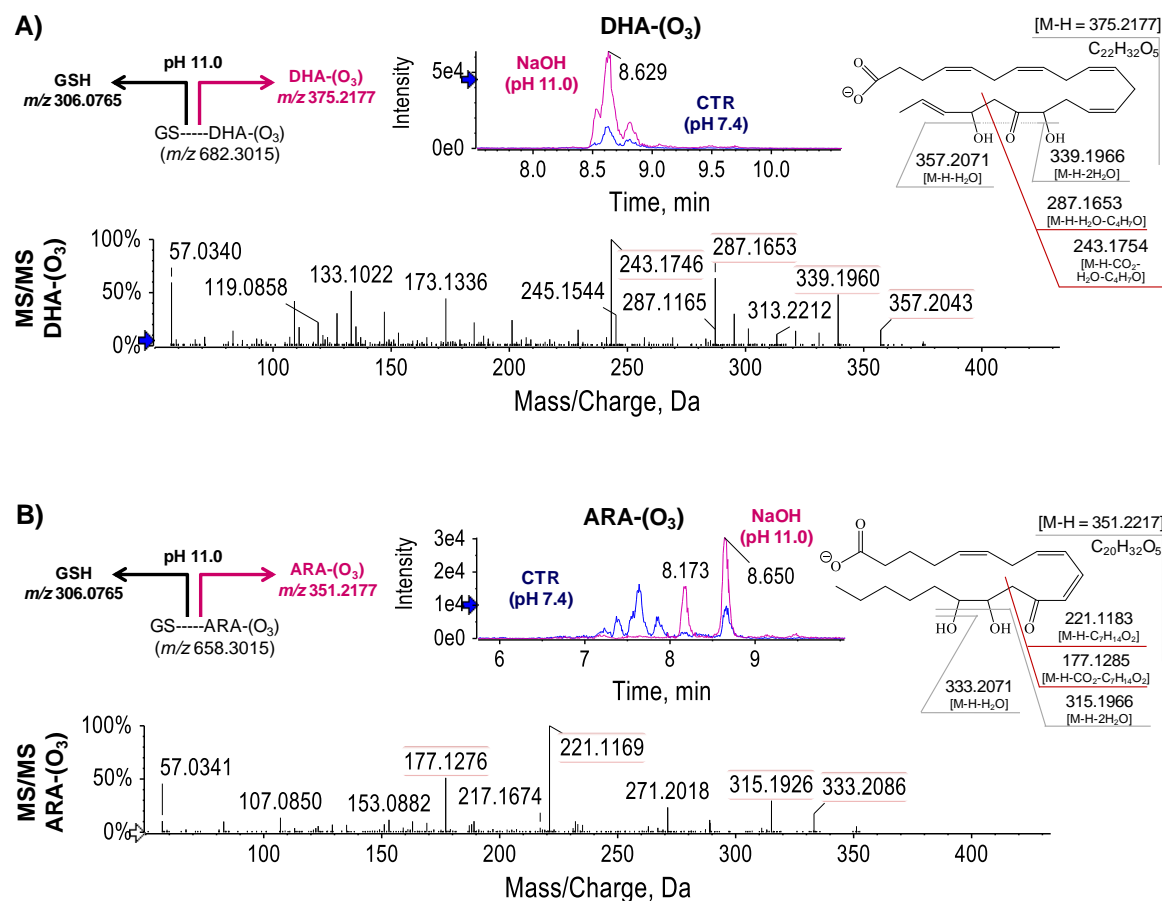 A)
pH 11.0
GSH
m/z 306.0765
DHA-(O3)
m/z 375.2177
GS-----DHA-(O3)
(m/z 682.3015)
DHA-(O3)
NaOH
(pH 11.0)
8.629
CTR
(pH 7.4)
Intensity
5e4
0e0
8.0 8.5 9.0 9.5 10.0
Time, min
[M-H = 375.2177]
C22H32O5
O
⊖O
OH O OH
357.2071
[M-H-H2O]
339.1966
[M-H-2H2O]
287.1653
[M-H-H2O-C4H7O]
243.1754
[M-H-CO2-
H2O-C4H7O]
MS/MS
DHA-(O3)
100%
50%
0%
57.0340
119.0858
133.1022
173.1336
245.1544
243.1746
287.1653
287.1165
313.2212
339.1960
357.2043
100 150 200 250 300 350 400
Mass/Charge, Da
B)
pH 11.0
GSH
m/z 306.0765
ARA-(O3)
m/z 351.2177
GS-----ARA-(O3)
(m/z 658.3015)
ARA-(O3)
NaOH
(pH 11.0)
CTR
(pH 7.4)
8.173
8.650
Intensity
3e4
2e4
1e4
0e0
6 7 8 9
Time, min
[M-H = 351.2217]
C20H32O5
O
⊖O
HO OH O
221.1183
[M-H-C7H14O2]
177.1285
[M-H-CO2-C7H14O2]
333.2071
[M-H-H2O]
315.1966
[M-H-2H2O]
MS/MS
ARA-(O3)
100%
50%
0%
57.0341
107.0850
153.0882
177.1276
217.1674
221.1169
271.2018
315.1926
333.2086
100 150 200 250 300 350 400
Mass/Charge, Da